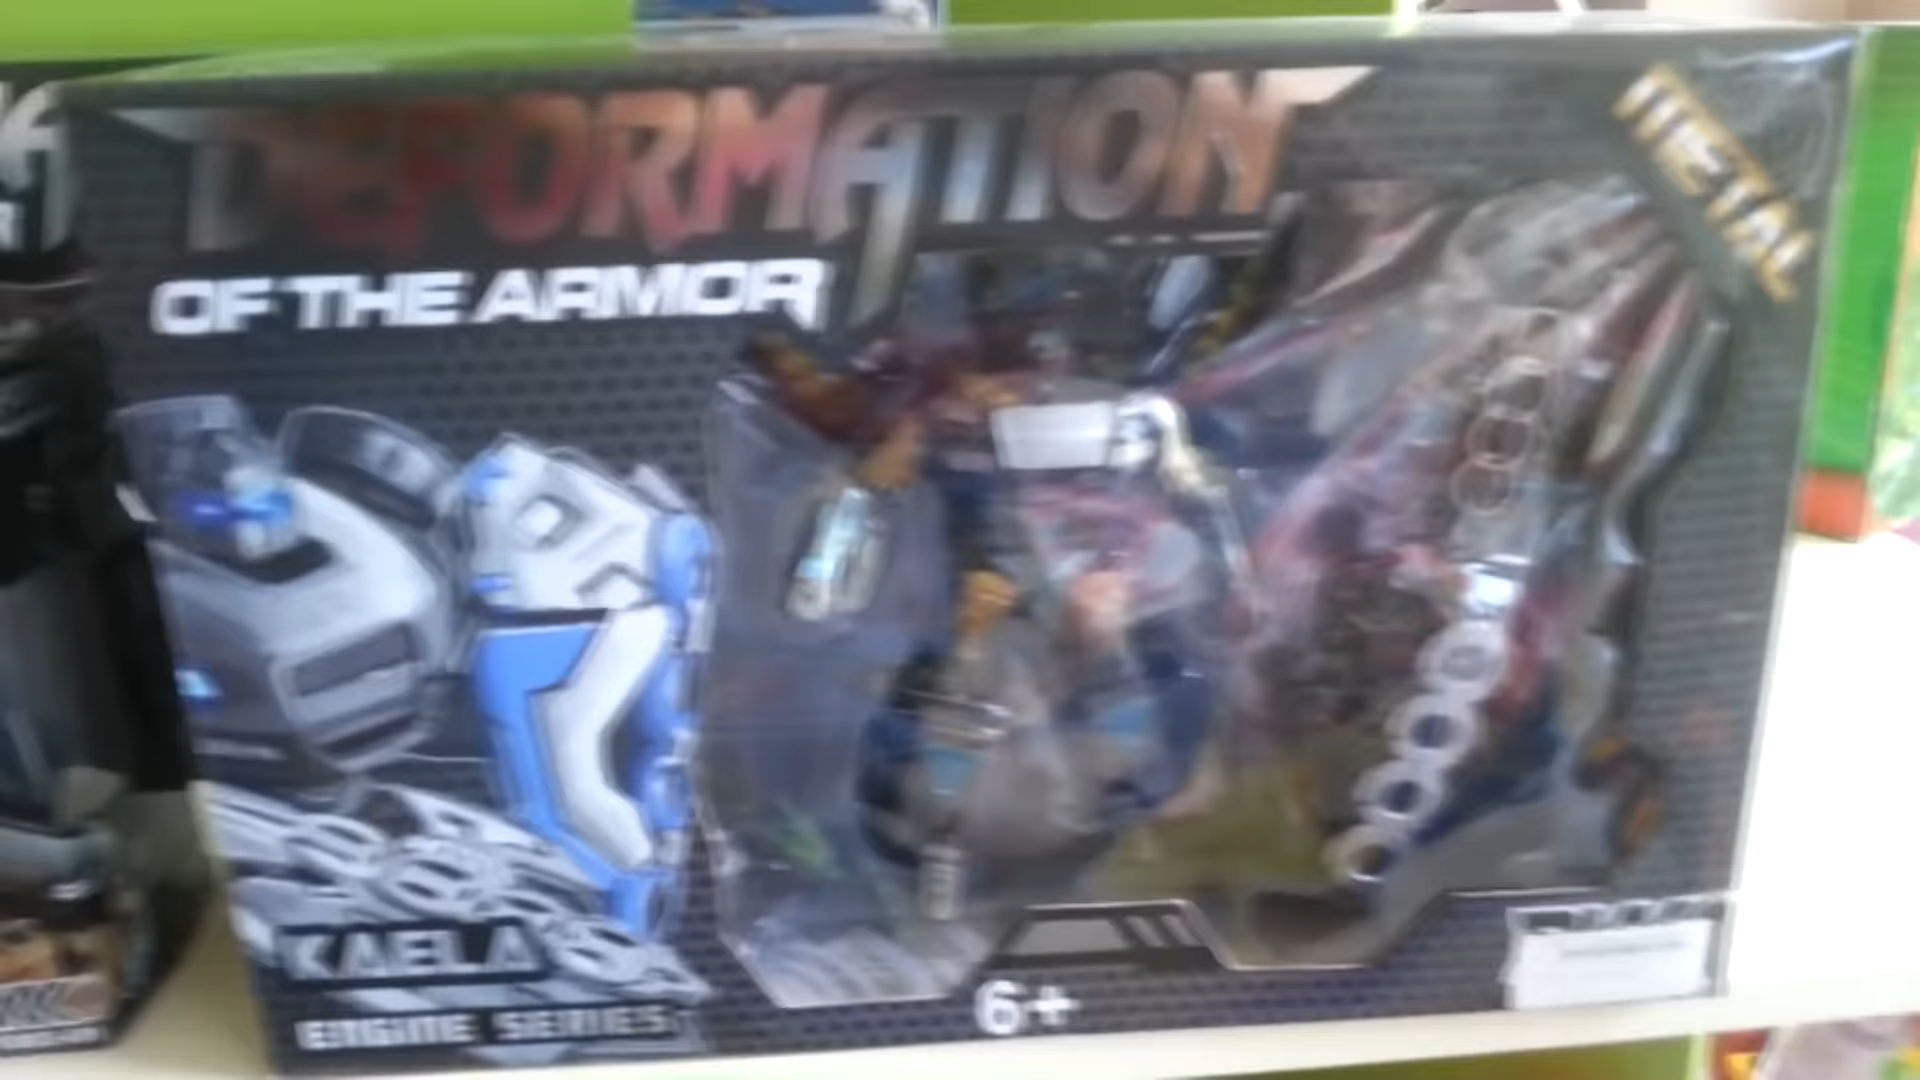 DEFORMATION
METAL
OF THE ARMOR
KAELA
ENGINE SERIES
6+